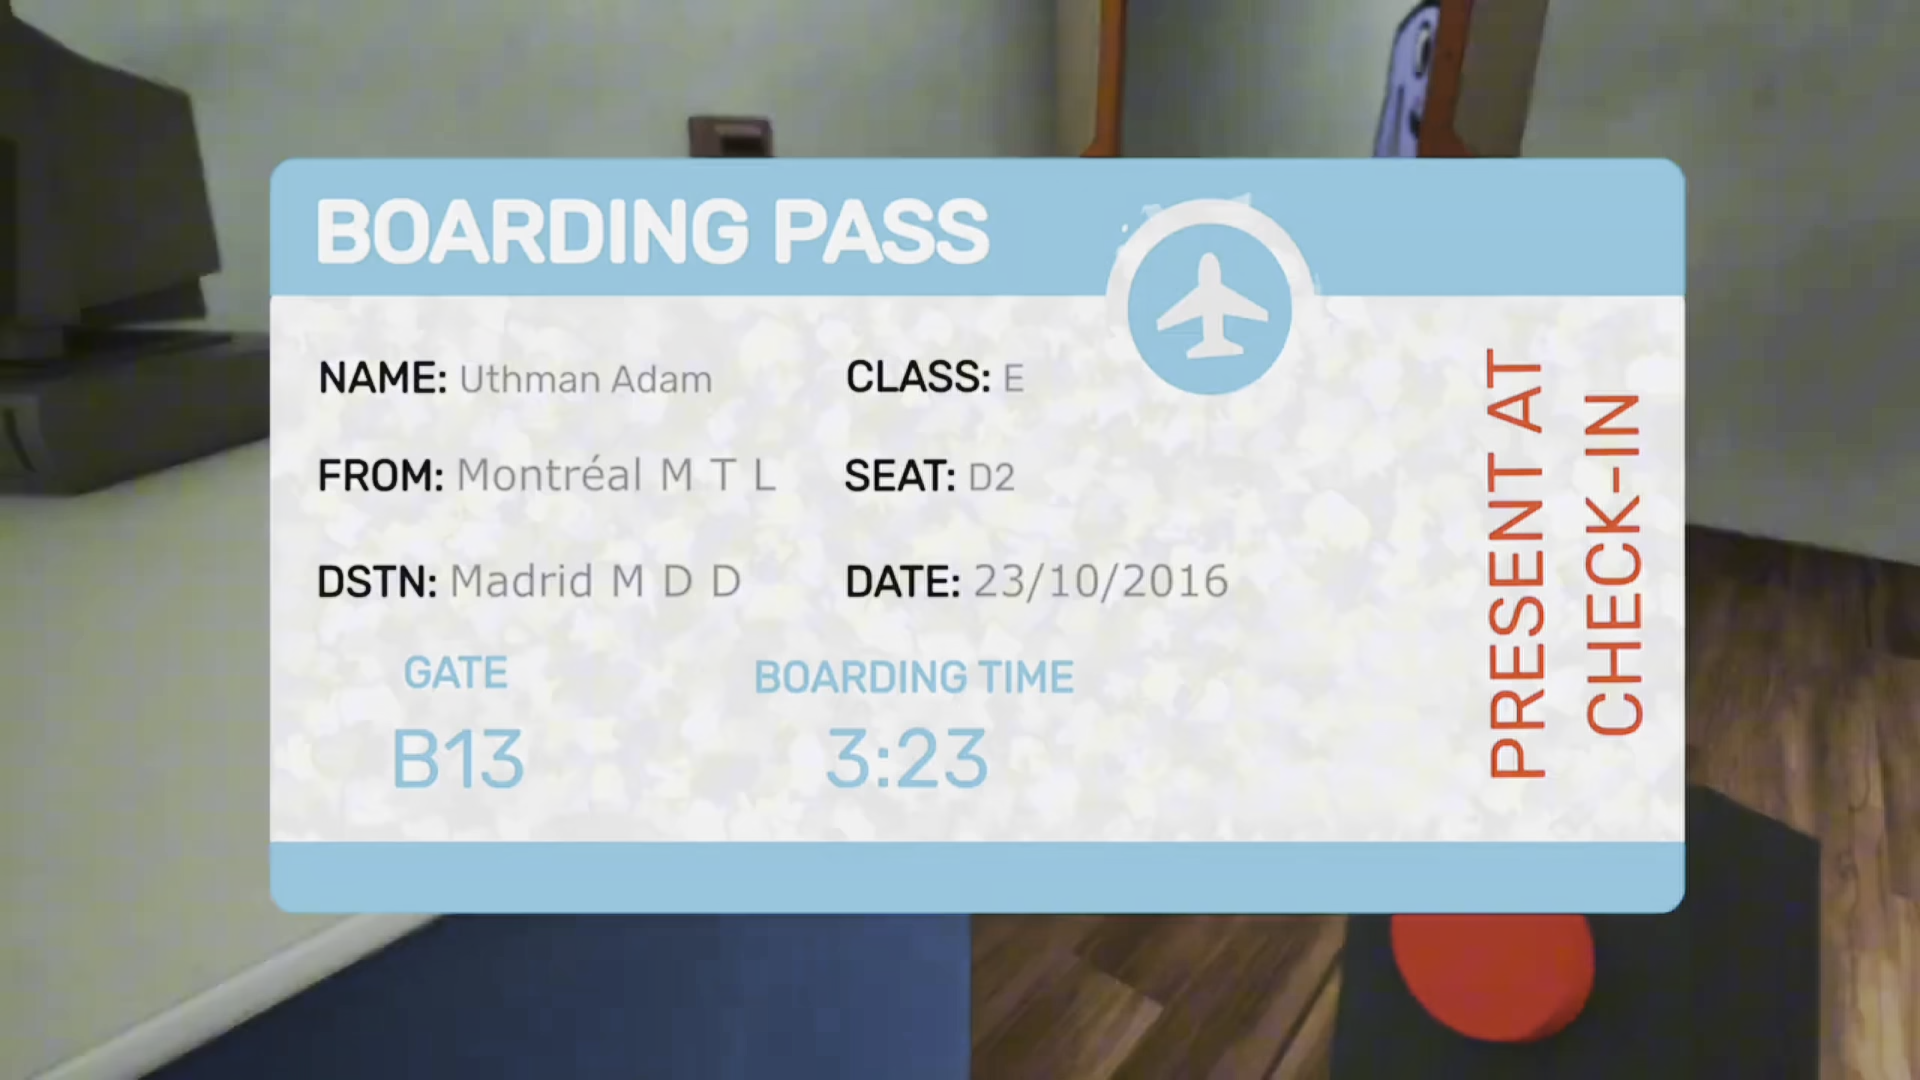 BOARDING PASS
NAME: Uthman Adam
CLASS: E
FROM: Montréal M T L
SEAT: D2
DSTN: Madrid M D D
DATE: 23/10/2016
GATE
BOARDING TIME
B13
3:23
PRESENT AT
CHECK-IN